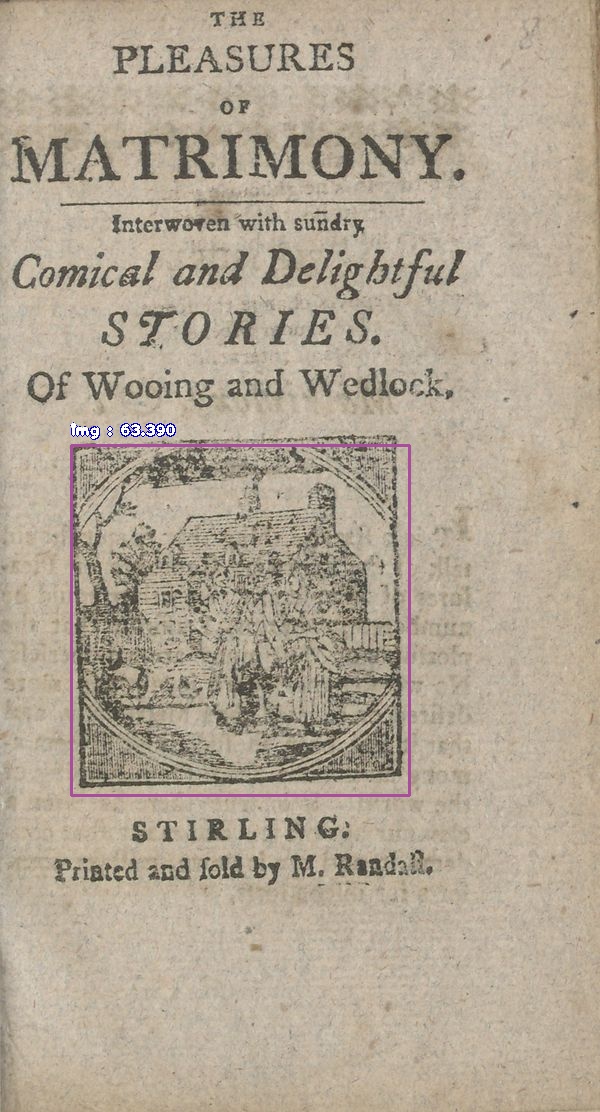 THE
PLEASURES
OF
MATRIMONY.
Interwoven with sundry
Comical and Delightful
STORIES.
Of Wooing and Wedlock,
img : 63.390
STIRLING:
Printed and sold by M. Randall.